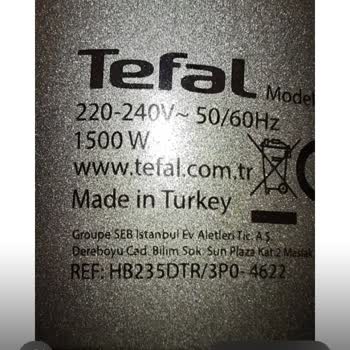 Tefal
Model
220-240V~ 50/60Hz
1500 W
www.tefal.com.tr
Made in Turkey
Groupe SEB İstanbul Ev Aletleri Tic. A.Ş.
Dereboyu Cad. Bilim Sok. Sun Plaza Kat:2 Maslak
REF: HB235DTR/3P0- 4622